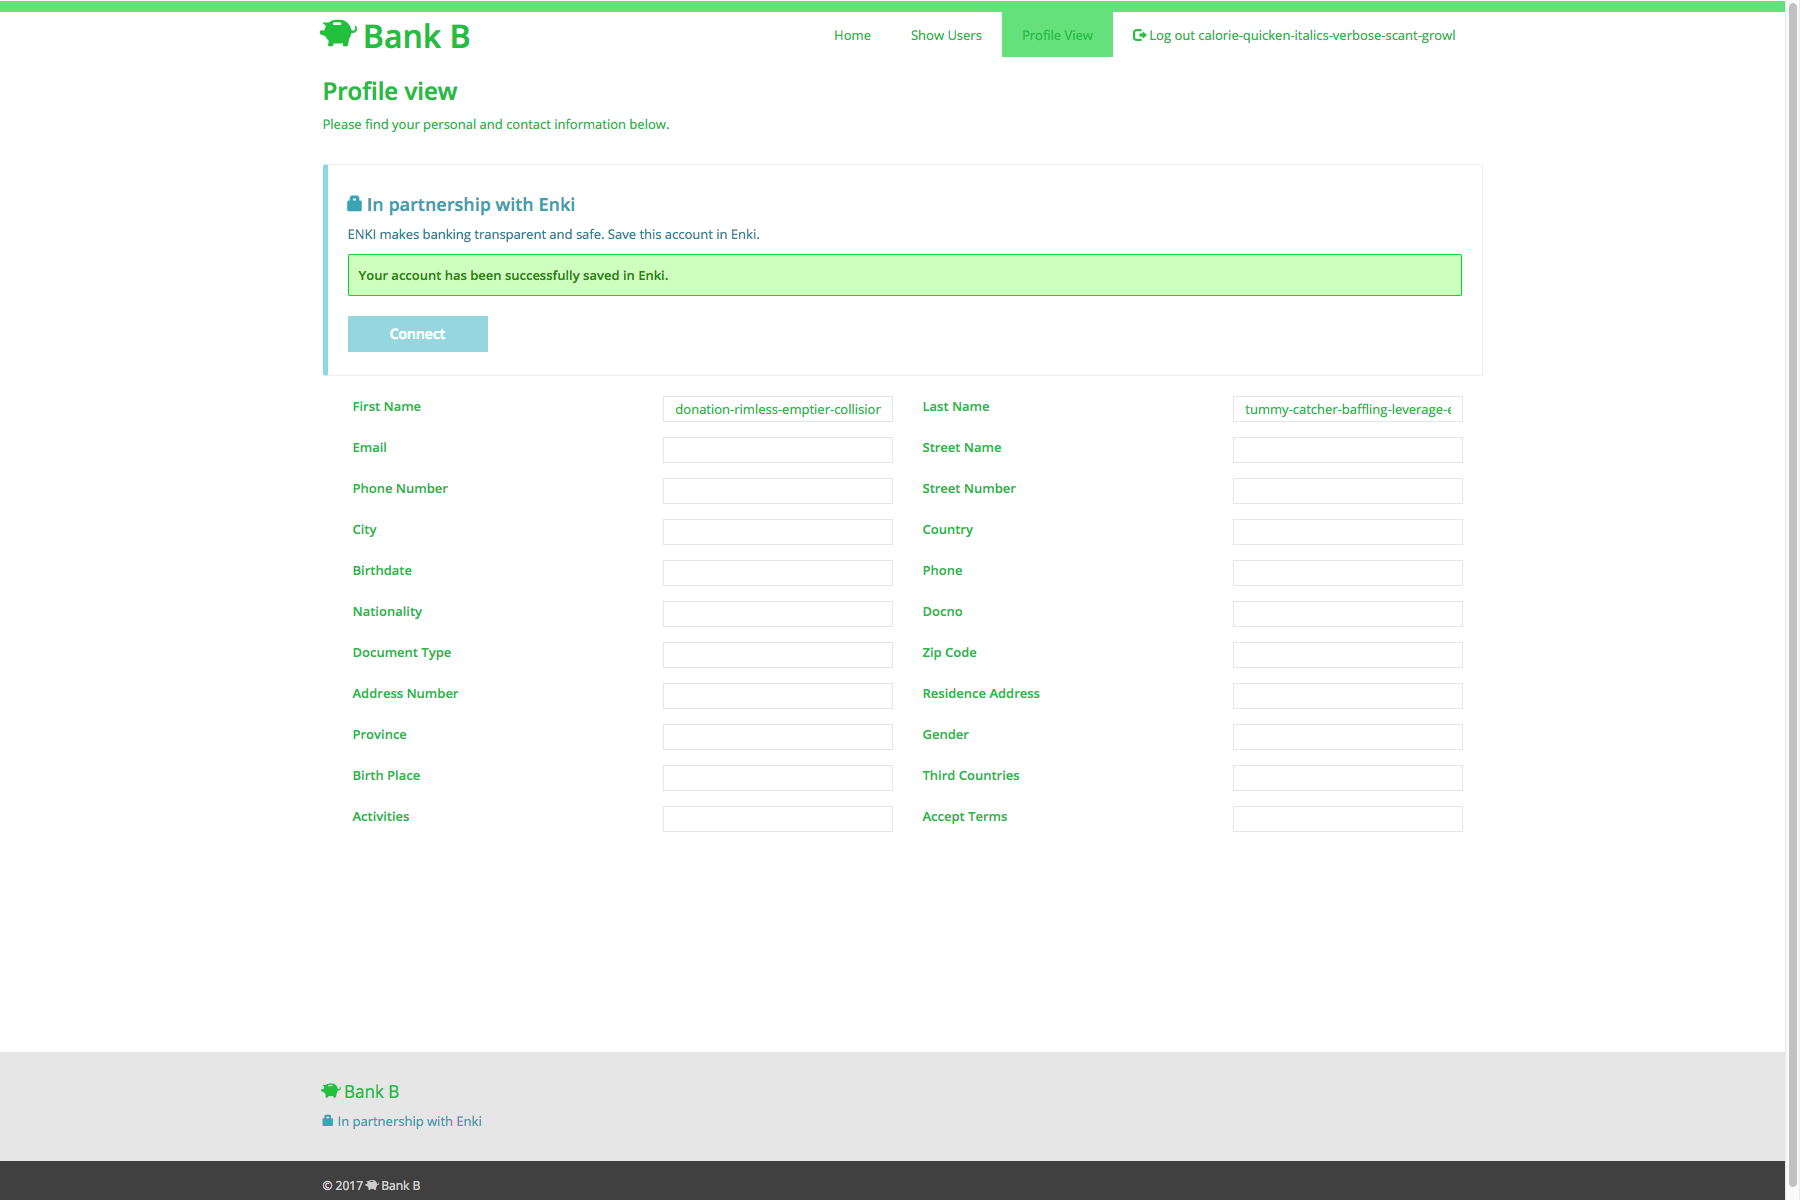 Bank B
Home Show Users Profile View Log out calorie-quicken-italics-verbose-scant-growl
Profile view
Please find your personal and contact information below.
In partnership with Enki
ENKI makes banking transparent and safe. Save this account in Enki.
Your account has been successfully saved in Enki.
Connect
First Name donation-rimless-emptier-collisior Last Name tummy-catcher-baffling-leverage-e
Email Street Name
Phone Number Street Number
City Country
Birthdate Phone
Nationality Docno
Document Type Zip Code
Address Number Residence Address
Province Gender
Birth Place Third Countries
Activities Accept Terms
Bank B
In partnership with Enki
© 2017 Bank B